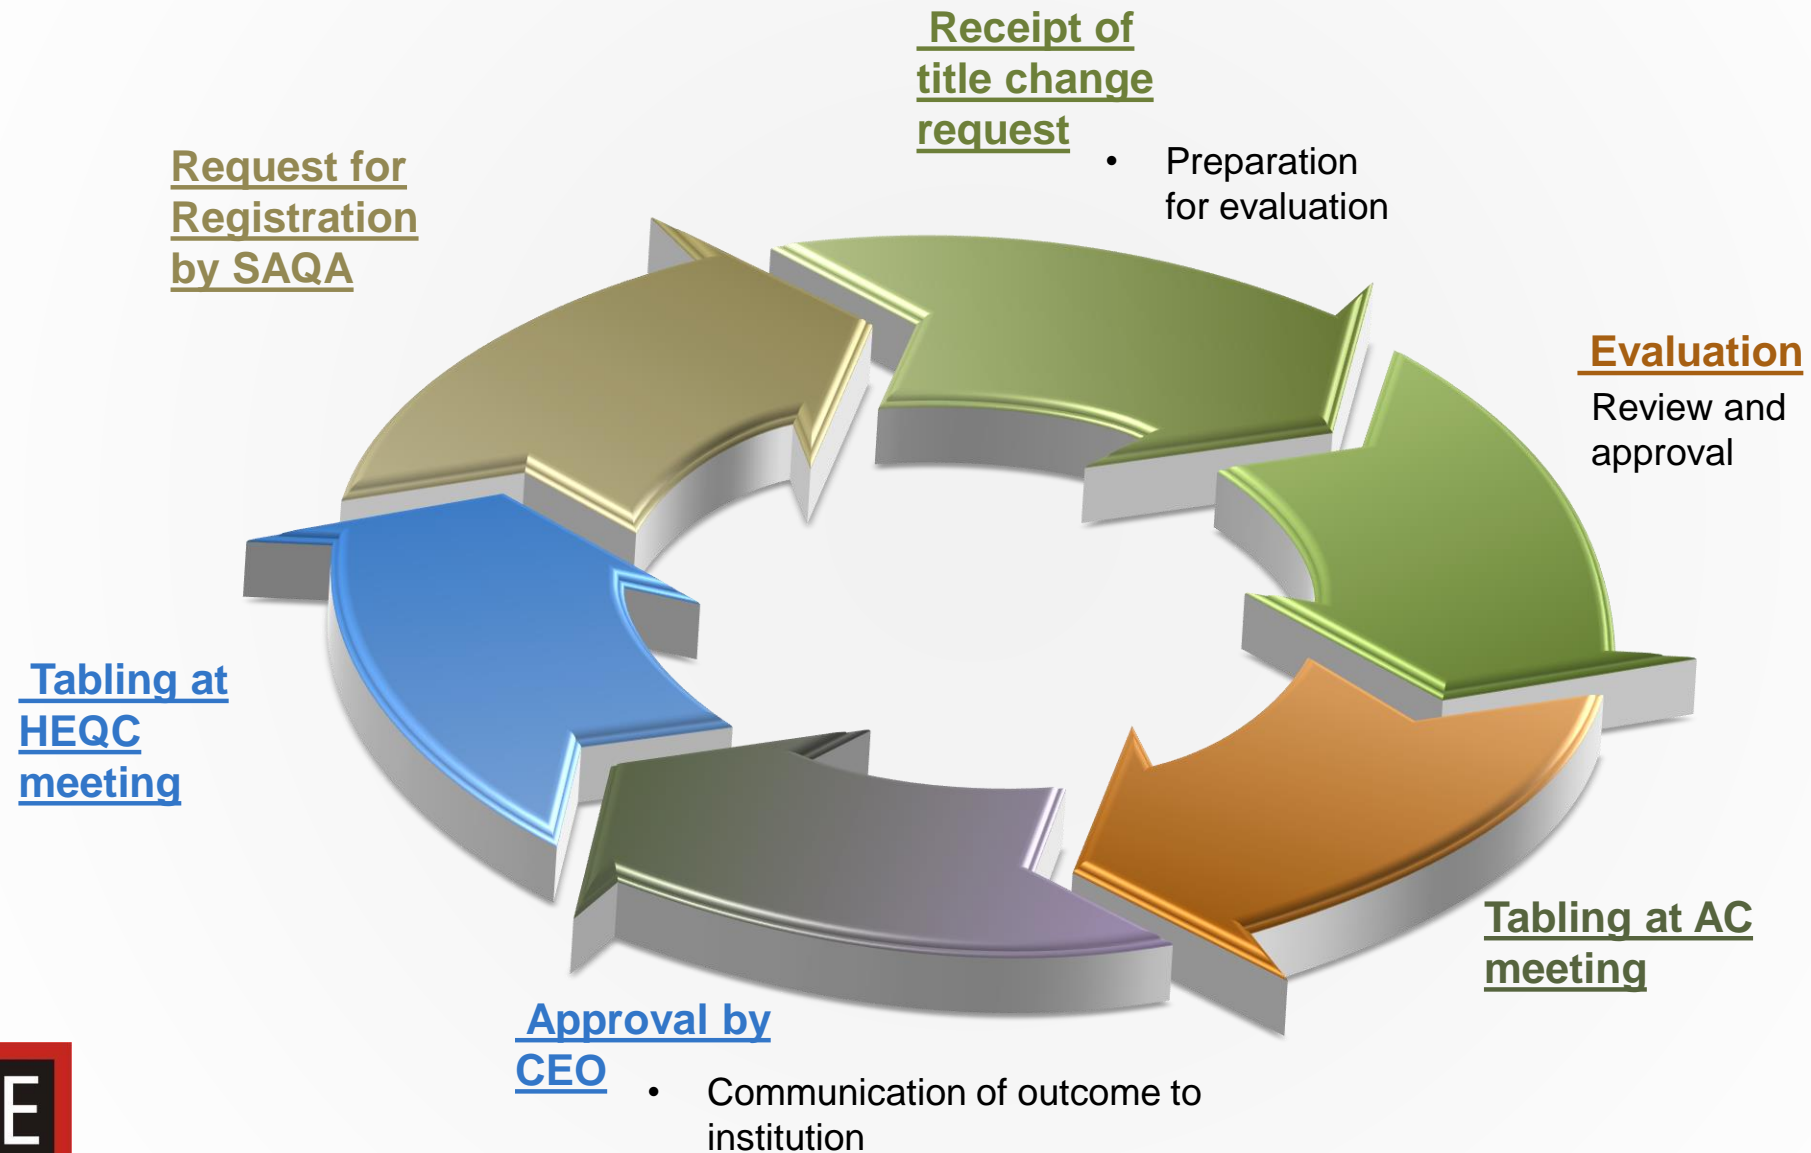 Receipt of
title change
request
• Preparation
for evaluation
Evaluation
Review and
approval
Tabling at AC
meeting
Approval by
CEO
• Communication of outcome to
institution
Tabling at
HEQC
meeting
Request for
Registration
by SAQA
E